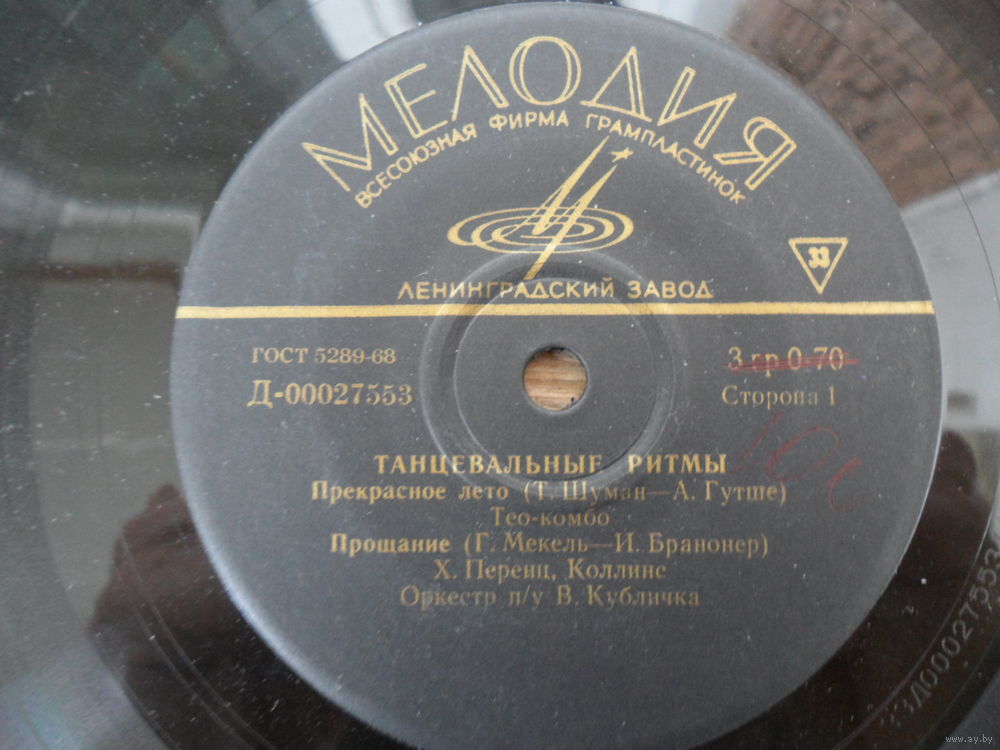 МЕЛОДИЯ
ВСЕСОЮЗНАЯ ФИРМА ГРАМПЛАСТИНОК
33
ЛЕНИНГРАДСКИЙ ЗАВОД
ГОСТ 5289-68
3 гр 0-70
Д-00027553
Сторона 1
ТАНЦЕВАЛЬНЫЕ РИТМЫ
Прекрасное лето (Т. Шуман—А. Гутше)
Тео-комбо
Прощание (Г. Мекель—И. Бранонер)
Х. Перенц, Коллинс
Оркестр п/у В. Кубличка
33Д00027553
www.ay.by